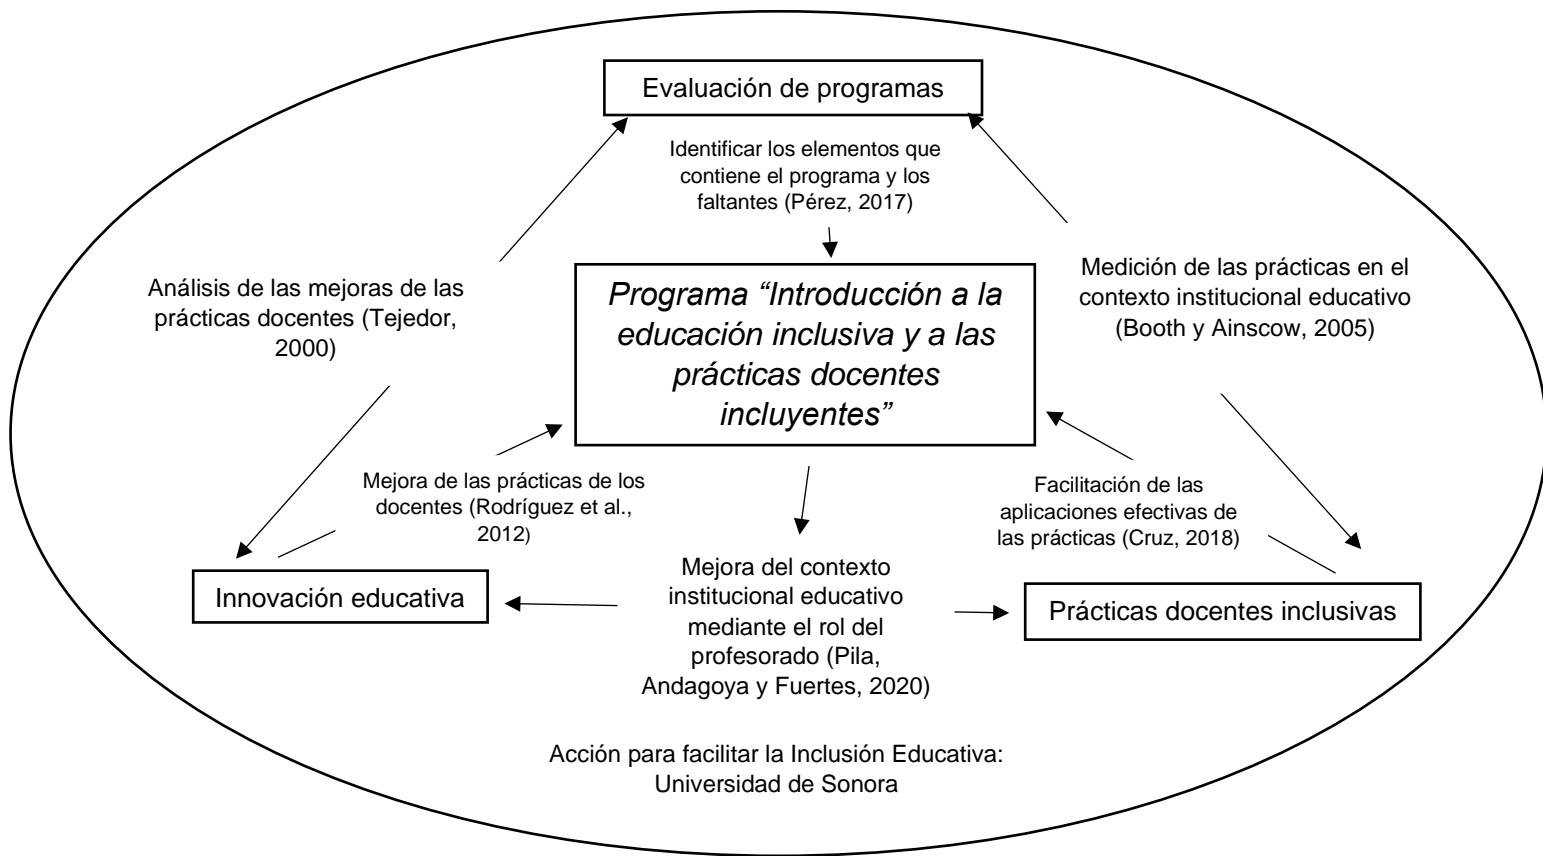 Evaluación de programas
Identificar los elementos que
contiene el programa y los
faltantes (Pérez, 2017)
Análisis de las mejoras de las
prácticas docentes (Tejedor,
2000)
Programa “Introducción a la
educación inclusiva y a las
prácticas docentes
incluyentes”
Medición de las prácticas en el
contexto institucional educativo
(Booth y Ainscow, 2005)
Mejora de las prácticas de los
docentes (Rodríguez et al.,
2012)
Facilitación de las
aplicaciones efectivas de
las prácticas (Cruz, 2018)
Innovación educativa
Mejora del contexto
institucional educativo
mediante el rol del
profesorado (Pila,
Andagoya y Fuertes, 2020)
Prácticas docentes inclusivas
Acción para facilitar la Inclusión Educativa:
Universidad de Sonora